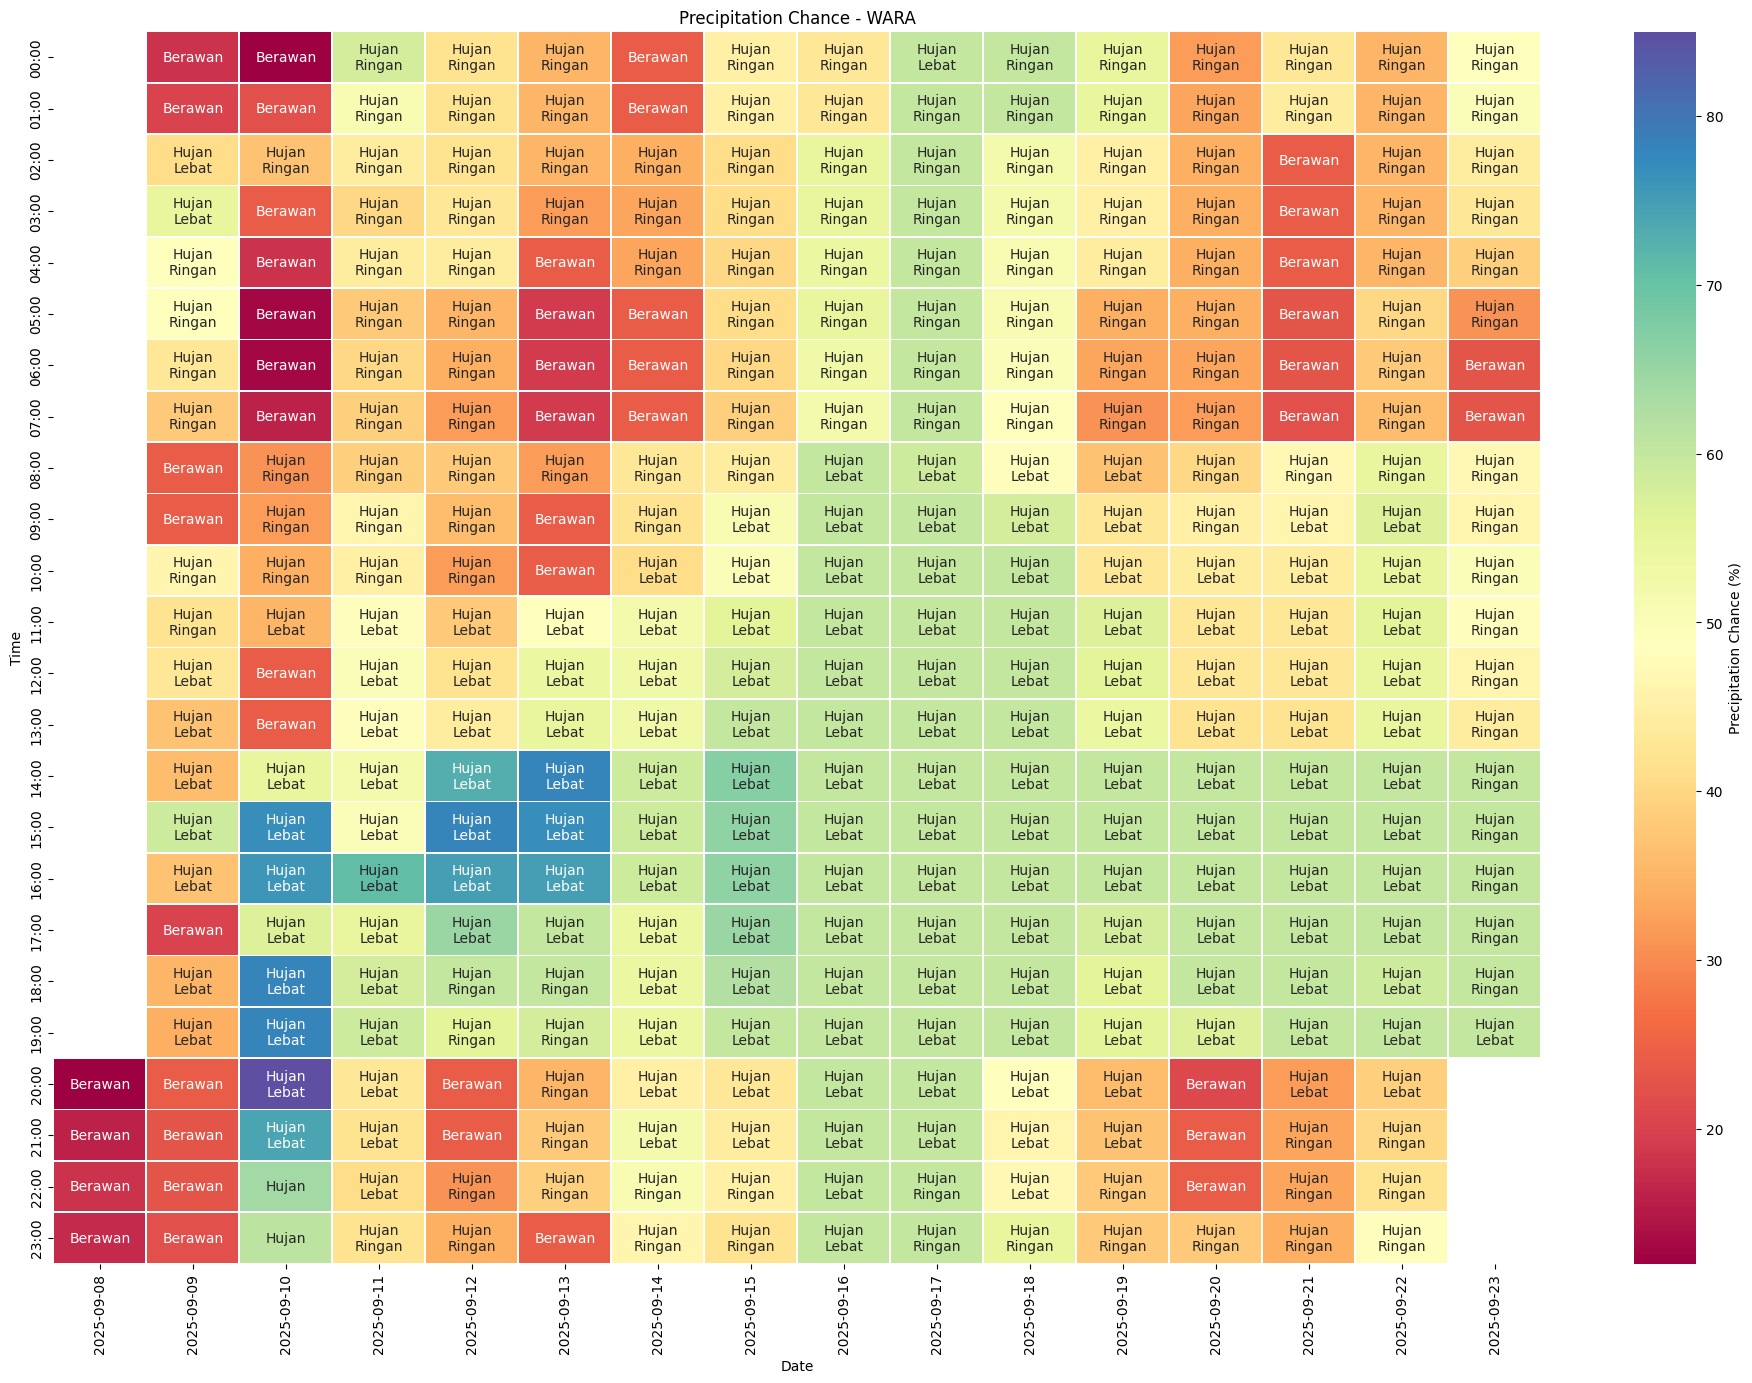 Precipitation Chance - WARA
Time
00:00 Berawan Berawan Hujan Ringan Hujan Ringan Hujan Ringan Berawan Hujan Ringan Hujan Ringan Hujan Lebat Hujan Ringan Hujan Ringan Hujan Ringan Hujan Ringan Hujan Ringan Hujan Ringan
01:00 Berawan Berawan Hujan Ringan Hujan Ringan Hujan Ringan Berawan Hujan Ringan Hujan Ringan Hujan Ringan Hujan Ringan Hujan Ringan Hujan Ringan Hujan Ringan Hujan Ringan Hujan Ringan
02:00 Hujan Lebat Hujan Ringan Hujan Ringan Hujan Ringan Hujan Ringan Hujan Ringan Hujan Ringan Hujan Ringan Hujan Ringan Hujan Ringan Hujan Ringan Hujan Ringan Berawan Hujan Ringan Hujan Ringan
03:00 Hujan Lebat Berawan Hujan Ringan Hujan Ringan Hujan Ringan Hujan Ringan Hujan Ringan Hujan Ringan Hujan Ringan Hujan Ringan Hujan Ringan Hujan Ringan Berawan Hujan Ringan Hujan Ringan
04:00 Hujan Ringan Berawan Hujan Ringan Hujan Ringan Berawan Hujan Ringan Hujan Ringan Hujan Ringan Hujan Ringan Hujan Ringan Hujan Ringan Hujan Ringan Berawan Hujan Ringan Hujan Ringan
05:00 Hujan Ringan Berawan Hujan Ringan Hujan Ringan Berawan Berawan Hujan Ringan Hujan Ringan Hujan Ringan Hujan Ringan Hujan Ringan Hujan Ringan Berawan Hujan Ringan Hujan Ringan
06:00 Hujan Ringan Berawan Hujan Ringan Hujan Ringan Berawan Berawan Hujan Ringan Hujan Ringan Hujan Ringan Hujan Ringan Hujan Ringan Hujan Ringan Berawan Hujan Ringan Berawan
07:00 Hujan Ringan Berawan Hujan Ringan Hujan Ringan Berawan Berawan Hujan Ringan Hujan Ringan Hujan Ringan Hujan Ringan Hujan Ringan Hujan Ringan Berawan Hujan Ringan Berawan
08:00 Berawan Hujan Ringan Hujan Ringan Hujan Ringan Hujan Ringan Hujan Ringan Hujan Ringan Hujan Lebat Hujan Lebat Hujan Lebat Hujan Lebat Hujan Ringan Hujan Ringan Hujan Ringan Hujan Ringan
09:00 Berawan Hujan Ringan Hujan Ringan Hujan Ringan Berawan Hujan Ringan Hujan Lebat Hujan Lebat Hujan Lebat Hujan Lebat Hujan Lebat Hujan Ringan Hujan Lebat Hujan Lebat Hujan Ringan
10:00 Hujan Ringan Hujan Ringan Hujan Ringan Hujan Ringan Berawan Hujan Lebat Hujan Lebat Hujan Lebat Hujan Lebat Hujan Lebat Hujan Lebat Hujan Lebat Hujan Lebat Hujan Lebat Hujan Ringan
11:00 Hujan Ringan Hujan Lebat Hujan Lebat Hujan Lebat Hujan Lebat Hujan Lebat Hujan Lebat Hujan Lebat Hujan Lebat Hujan Lebat Hujan Lebat Hujan Lebat Hujan Lebat Hujan Lebat Hujan Ringan
12:00 Hujan Lebat Berawan Hujan Lebat Hujan Lebat Hujan Lebat Hujan Lebat Hujan Lebat Hujan Lebat Hujan Lebat Hujan Lebat Hujan Lebat Hujan Lebat Hujan Lebat Hujan Lebat Hujan Ringan
13:00 Hujan Lebat Berawan Hujan Lebat Hujan Lebat Hujan Lebat Hujan Lebat Hujan Lebat Hujan Lebat Hujan Lebat Hujan Lebat Hujan Lebat Hujan Lebat Hujan Lebat Hujan Lebat Hujan Ringan
14:00 Hujan Lebat Hujan Lebat Hujan Lebat Hujan Lebat Hujan Lebat Hujan Lebat Hujan Lebat Hujan Lebat Hujan Lebat Hujan Lebat Hujan Lebat Hujan Lebat Hujan Lebat Hujan Lebat Hujan Ringan
15:00 Hujan Lebat Hujan Lebat Hujan Lebat Hujan Lebat Hujan Lebat Hujan Lebat Hujan Lebat Hujan Lebat Hujan Lebat Hujan Lebat Hujan Lebat Hujan Lebat Hujan Lebat Hujan Lebat Hujan Ringan
16:00 Hujan Lebat Hujan Lebat Hujan Lebat Hujan Lebat Hujan Lebat Hujan Lebat Hujan Lebat Hujan Lebat Hujan Lebat Hujan Lebat Hujan Lebat Hujan Lebat Hujan Lebat Hujan Lebat Hujan Ringan
17:00 Berawan Hujan Lebat Hujan Lebat Hujan Lebat Hujan Lebat Hujan Lebat Hujan Lebat Hujan Lebat Hujan Lebat Hujan Lebat Hujan Lebat Hujan Lebat Hujan Lebat Hujan Lebat Hujan Ringan
18:00 Hujan Lebat Hujan Lebat Hujan Lebat Hujan Ringan Hujan Ringan Hujan Lebat Hujan Lebat Hujan Lebat Hujan Lebat Hujan Lebat Hujan Lebat Hujan Lebat Hujan Lebat Hujan Lebat Hujan Ringan
19:00 Hujan Lebat Hujan Lebat Hujan Lebat Hujan Ringan Hujan Ringan Hujan Lebat Hujan Lebat Hujan Lebat Hujan Lebat Hujan Lebat Hujan Lebat Hujan Lebat Hujan Lebat Hujan Lebat Hujan Lebat
20:00 Berawan Berawan Hujan Lebat Hujan Lebat Berawan Hujan Ringan Hujan Lebat Hujan Lebat Hujan Lebat Hujan Lebat Hujan Lebat Hujan Lebat Berawan Hujan Lebat Hujan Lebat
21:00 Berawan Berawan Hujan Lebat Hujan Lebat Berawan Hujan Ringan Hujan Lebat Hujan Lebat Hujan Lebat Hujan Lebat Hujan Lebat Hujan Lebat Berawan Hujan Ringan Hujan Ringan
22:00 Berawan Berawan Hujan Hujan Lebat Hujan Ringan Hujan Ringan Hujan Ringan Hujan Ringan Hujan Lebat Hujan Ringan Hujan Lebat Hujan Ringan Berawan Hujan Ringan Hujan Ringan
23:00 Berawan Berawan Hujan Hujan Ringan Hujan Ringan Berawan Hujan Ringan Hujan Ringan Hujan Lebat Hujan Ringan Hujan Ringan Hujan Ringan Hujan Ringan Hujan Ringan Hujan Ringan
2025-09-08 2025-09-09 2025-09-10 2025-09-11 2025-09-12 2025-09-13 2025-09-14 2025-09-15 2025-09-16 2025-09-17 2025-09-18 2025-09-19 2025-09-20 2025-09-21 2025-09-22 2025-09-23
Date
80
70
60
50
40
30
20
Precipitation Chance (%)